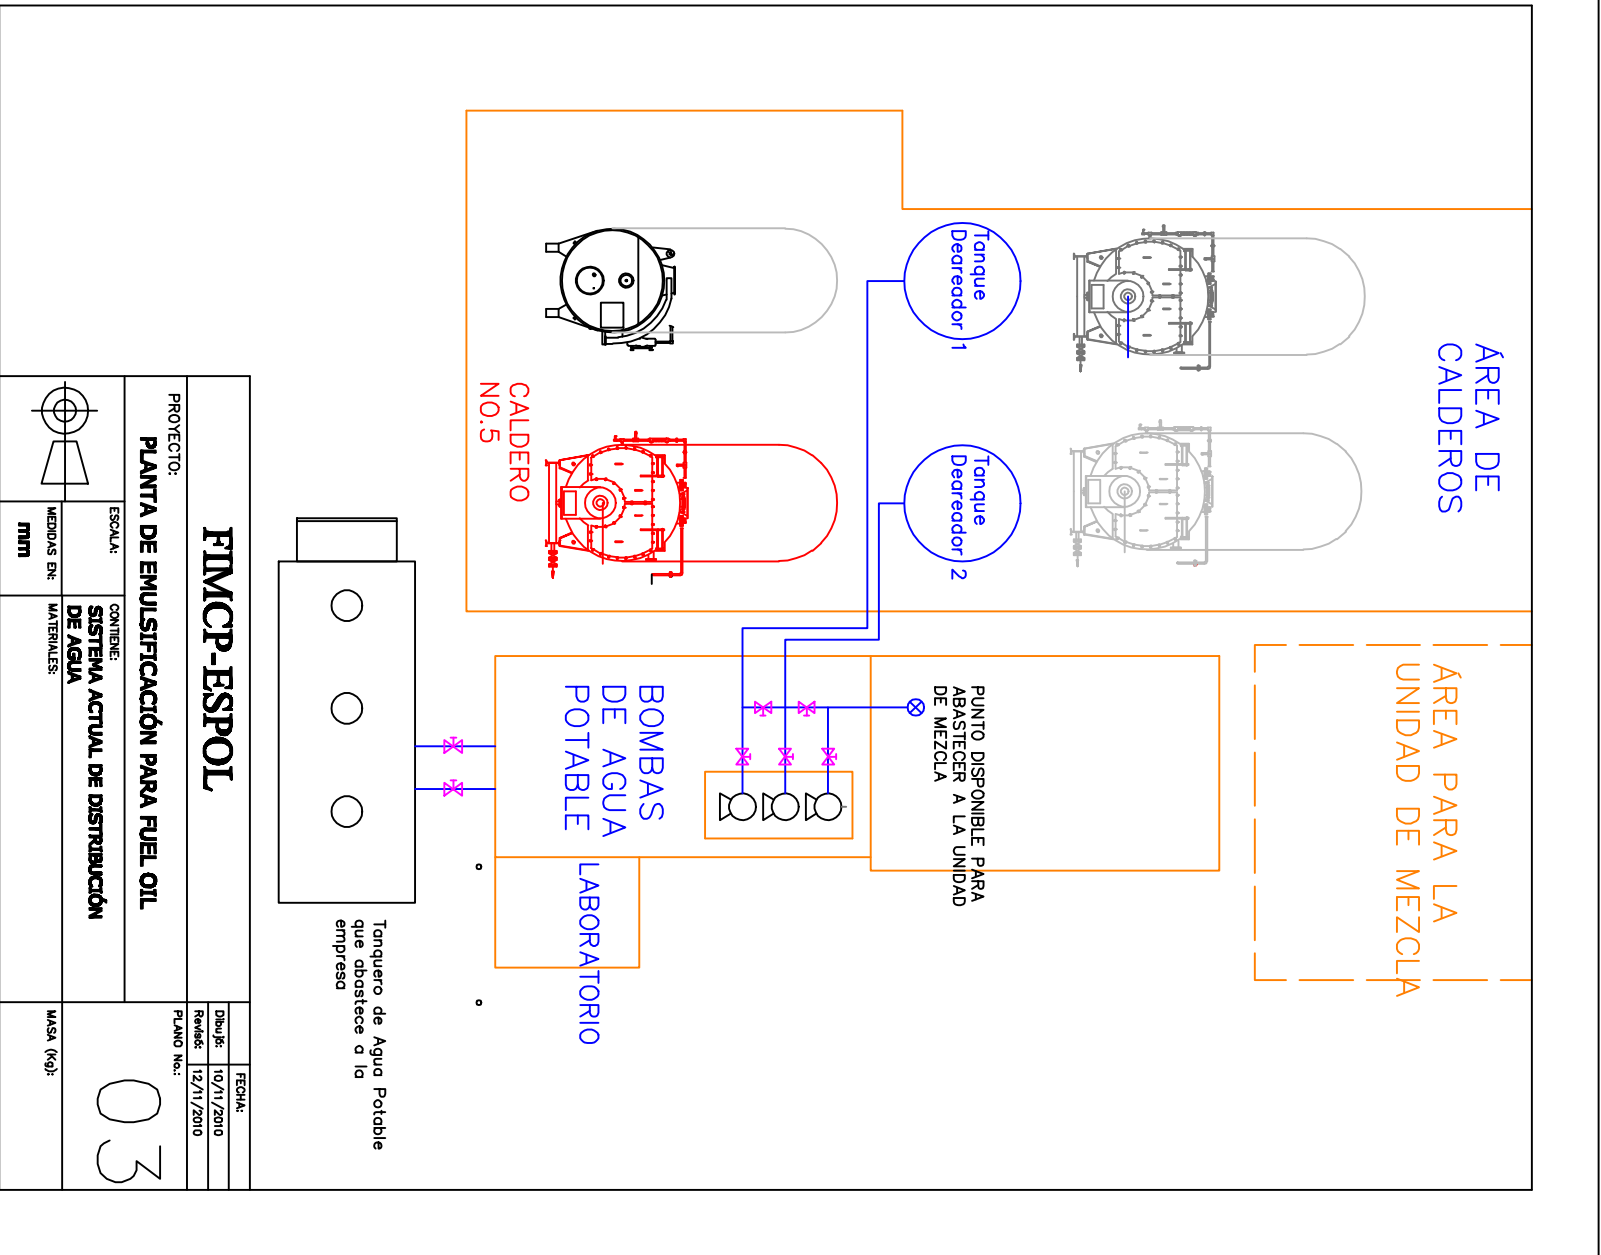 ÁREA DE
CALDEROS
ÁREA PARA LA
UNIDAD DE MEZCLA
Tanque
Deareador 1
Tanque
Deareador 2
PUNTO DISPONIBLE PARA
ABASTECER A LA UNIDAD
DE MEZCLA
BOMBAS
DE AGUA
POTABLE
LABORATORIO
CALDERO
NO.5
Tanquero de Agua Potable
que abastece a la
empresa
FIMCP-ESPOL
FECHA:
Dibujó:
10/11/2010
Revisó:
12/11/2010
PROYECTO:
PLANTA DE EMULSIFICACIÓN PARA FUEL OIL
PLANO No.:
03
ESCALA:
CONTIENE:
SISTEMA ACTUAL DE DISTRIBUCIÓN
DE AGUA
MEDIDAS EN:
mm
MATERIALES:
MASA (Kg):